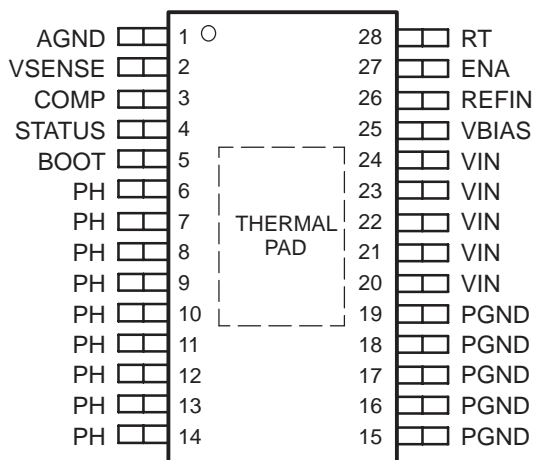 AGND 1 28 RT
VSENSE 2 27 ENA
COMP 3 26 REFIN
STATUS 4 25 VBIAS
BOOT 5 24 VIN
PH 6 23 VIN
PH 7 22 VIN
PH 8 21 VIN
PH 9 20 VIN
PH 10 19 PGND
PH 11 18 PGND
PH 12 17 PGND
PH 13 16 PGND
PH 14 15 PGND
THERMAL
PAD